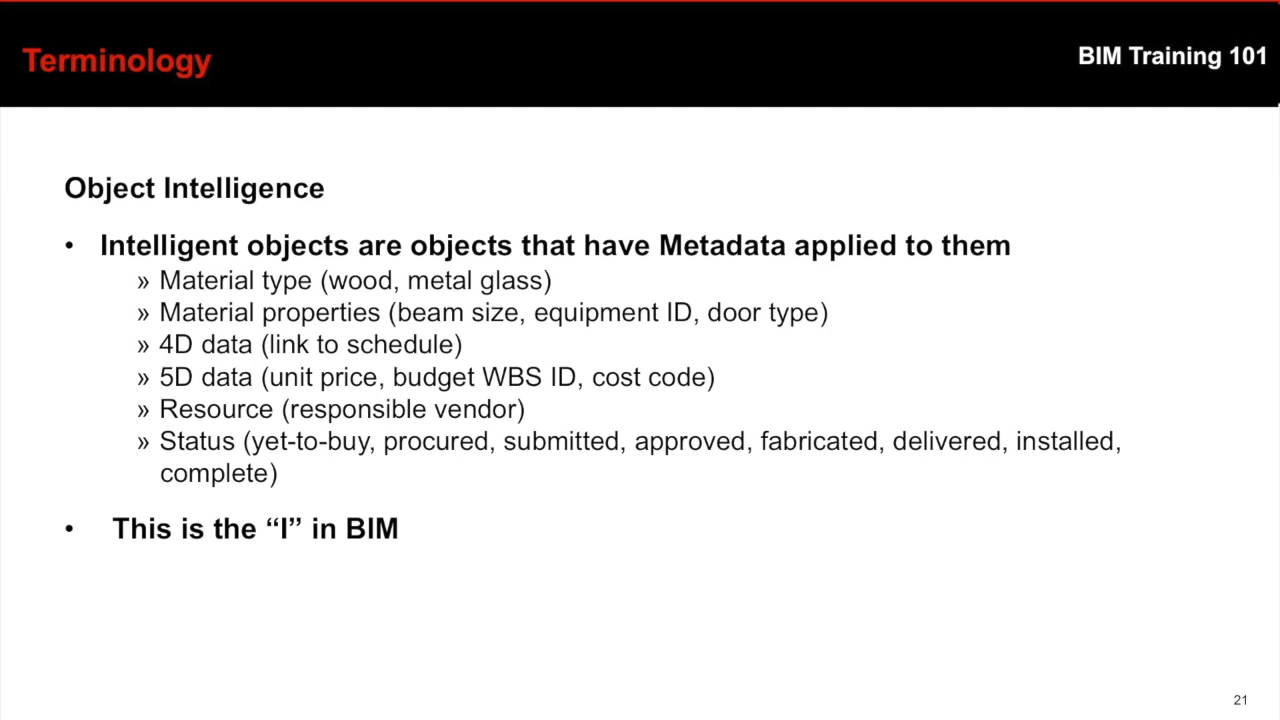 Terminology
BIM Training 101
Object Intelligence
• Intelligent objects are objects that have Metadata applied to them
» Material type (wood, metal glass)
» Material properties (beam size, equipment ID, door type)
» 4D data (link to schedule)
» 5D data (unit price, budget WBS ID, cost code)
» Resource (responsible vendor)
» Status (yet-to-buy, procured, submitted, approved, fabricated, delivered, installed,
complete)
• This is the “I” in BIM
21